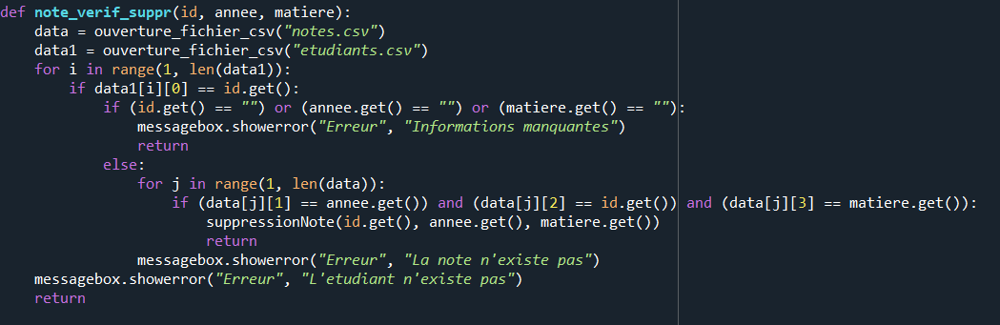 def note_verif_suppr(id, annee, matiere):
    data = ouverture_fichier_csv("notes.csv")
    data1 = ouverture_fichier_csv("etudiants.csv")
    for i in range(1, len(data1)):
        if data1[i][0] == id.get():
            if (id.get() == "") or (annee.get() == "") or (matiere.get() == ""):
                messagebox.showerror("Erreur", "Informations manquantes")
                return
            else:
                for j in range(1, len(data)):
                    if (data[j][1] == annee.get()) and (data[j][2] == id.get()) and (data[j][3] == matiere.get()):
                        suppressionNote(id.get(), annee.get(), matiere.get())
                        return
                messagebox.showerror("Erreur", "La note n'existe pas")
    messagebox.showerror("Erreur", "L'etudiant n'existe pas")
    return